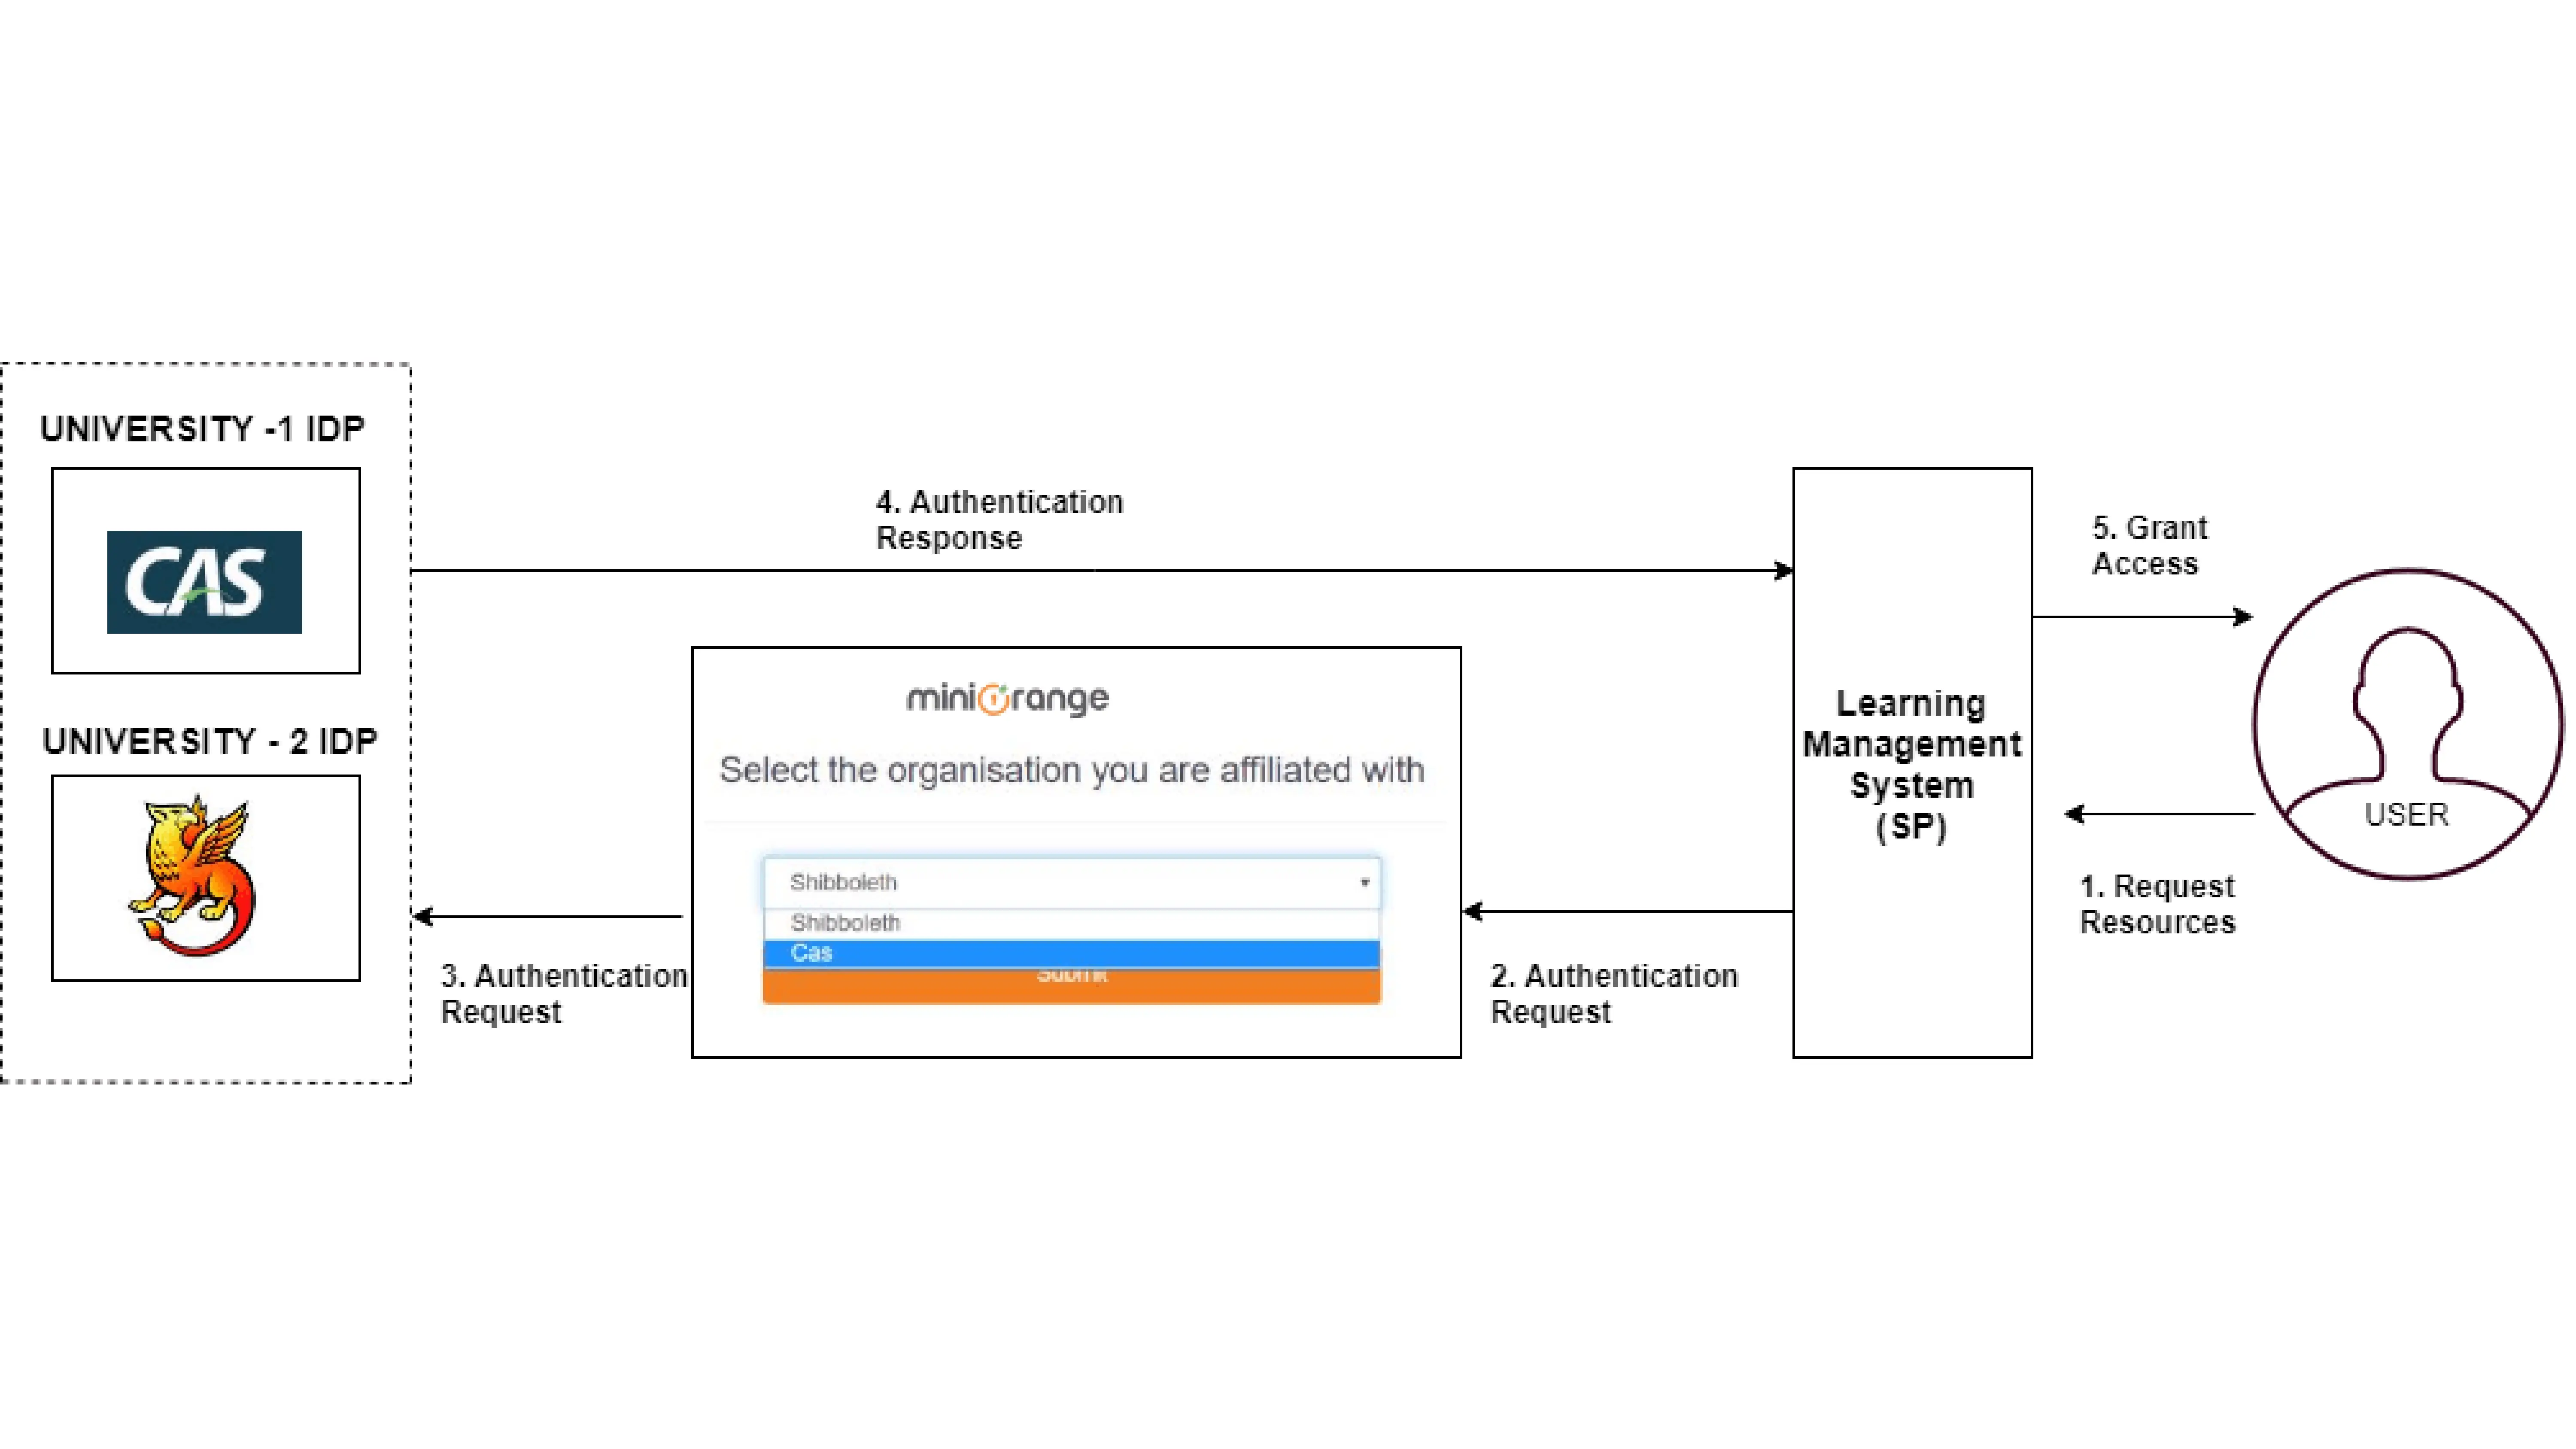 UNIVERSITY -1 IDP
CAS
UNIVERSITY - 2 IDP
4. Authentication
Response
miniorange
Select the organisation you are affiliated with
Shibboleth
Shibboleth
Cas
Submit
3. Authentication
Request
2. Authentication
Request
Learning
Management
System
(SP)
5. Grant
Access
USER
1. Request
Resources